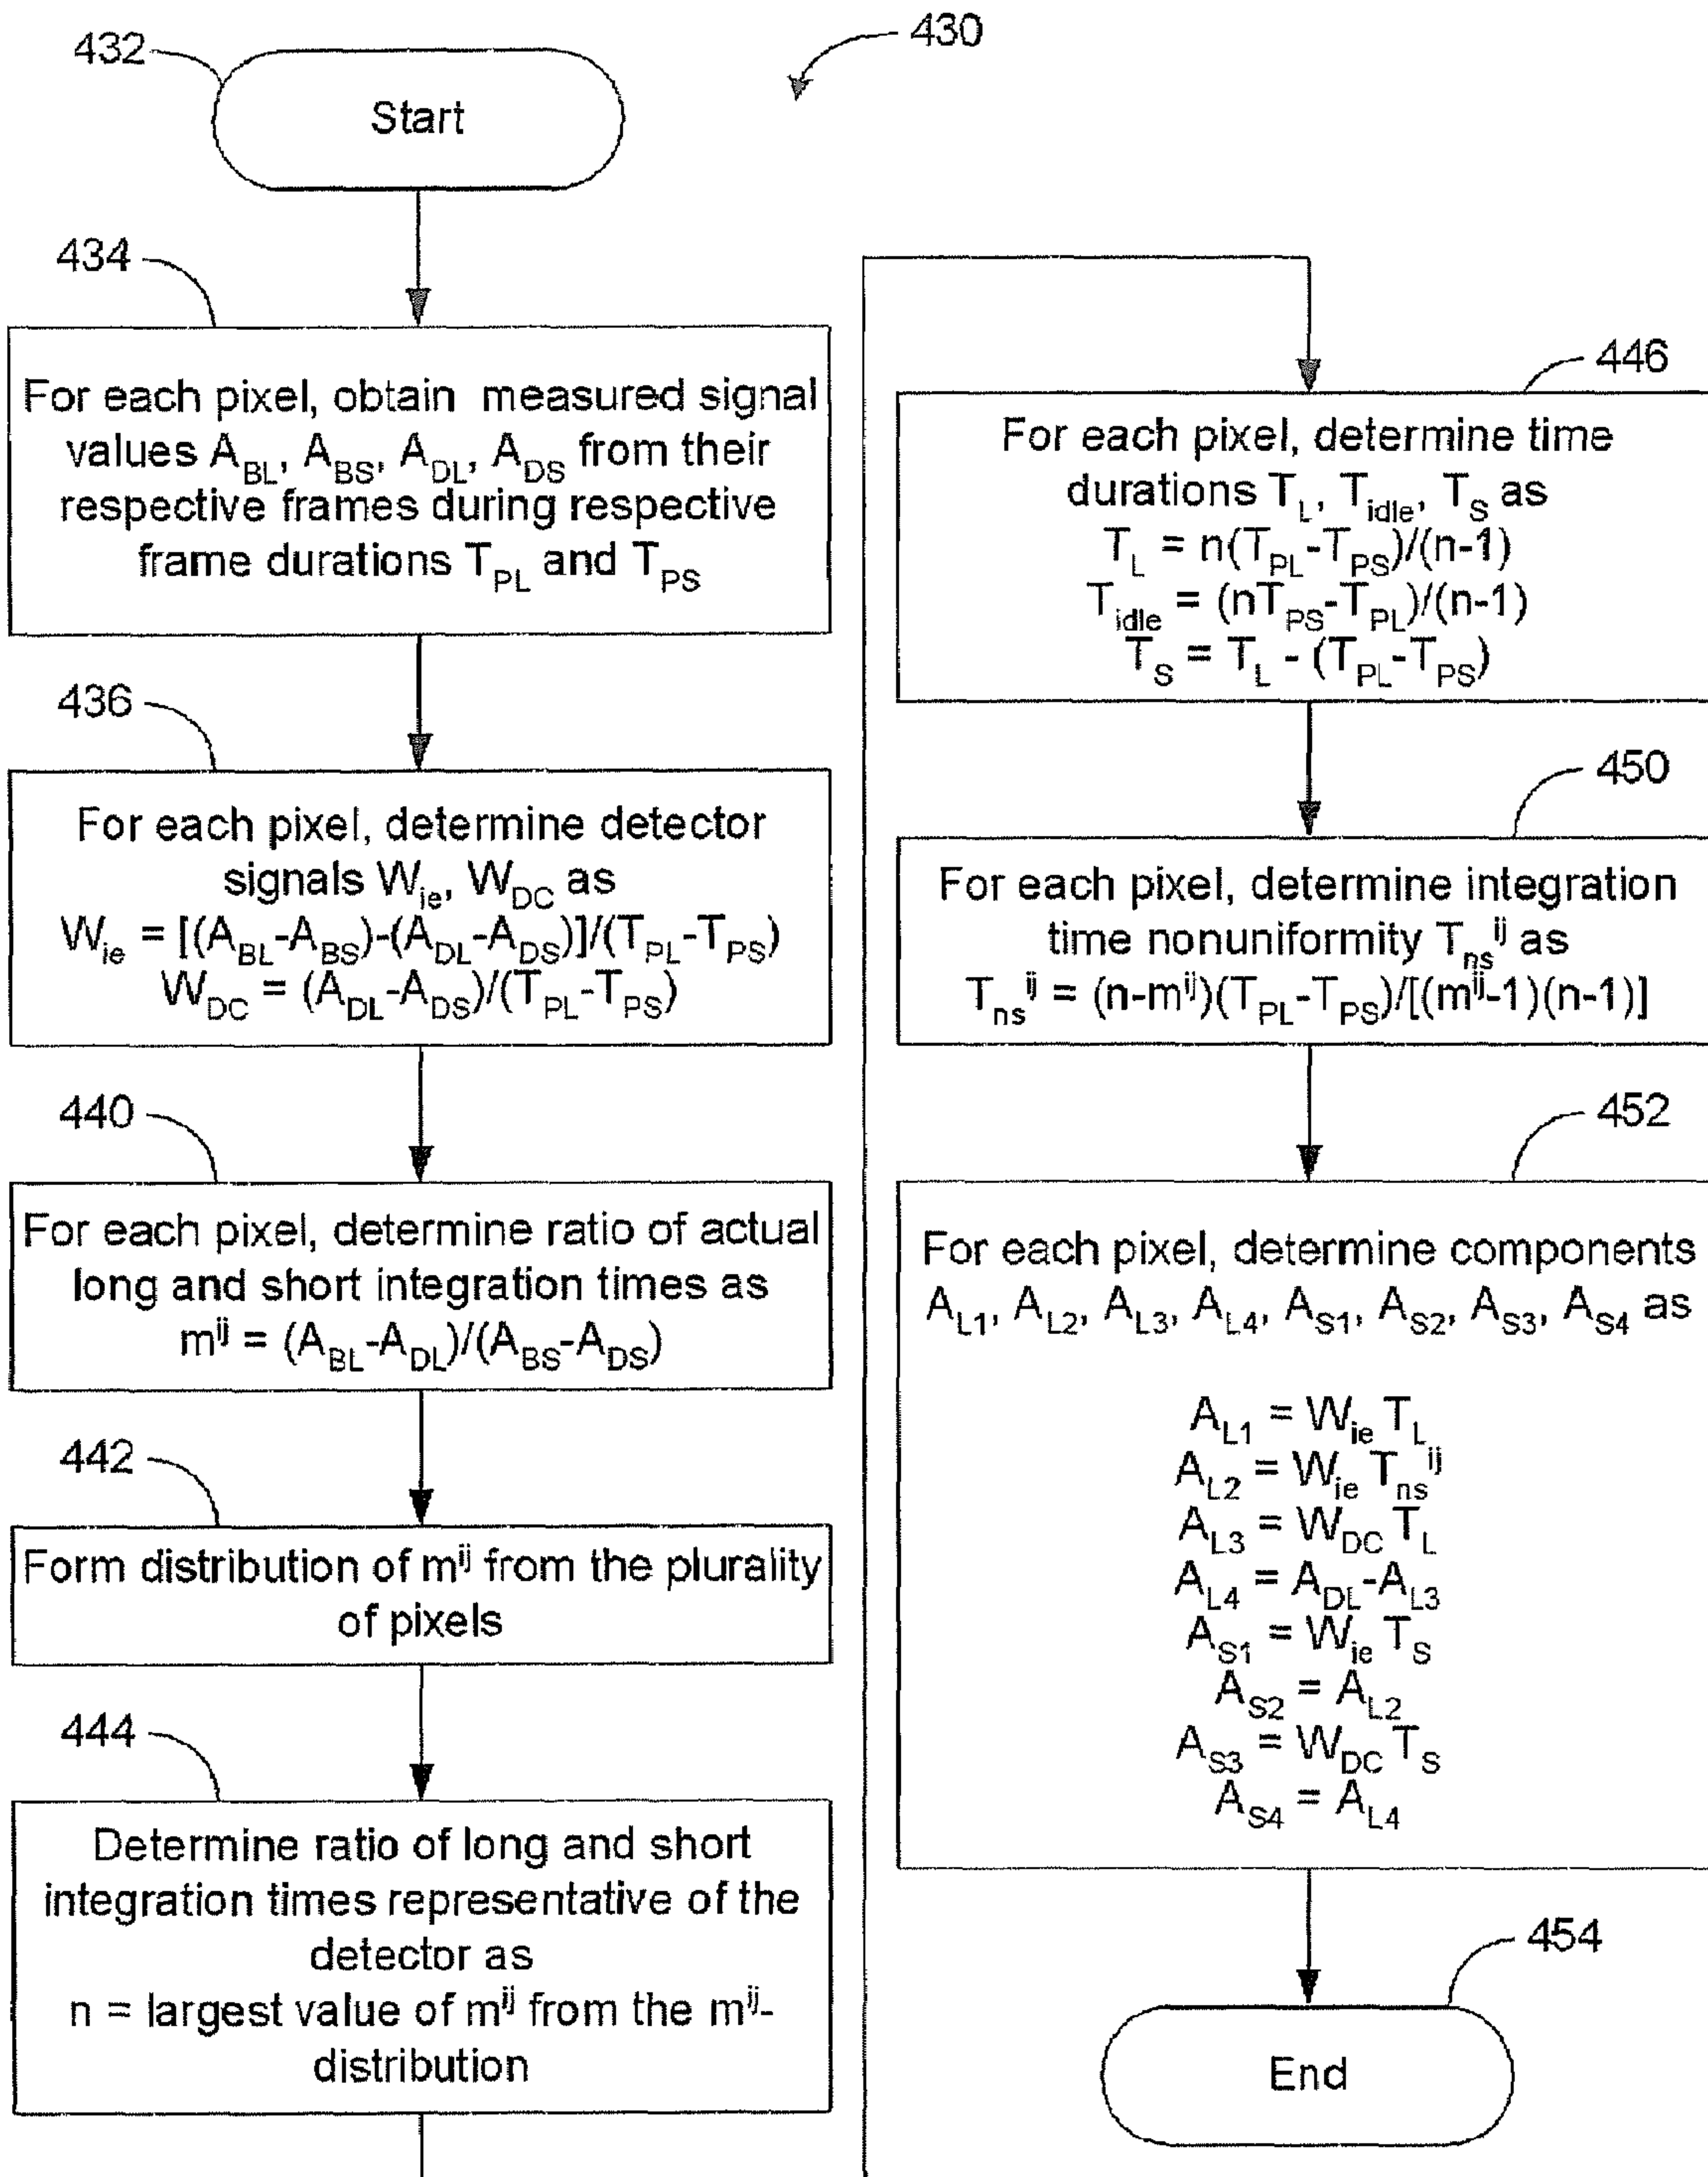 430
432
Start
434
For each pixel, obtain measured signal
values A_BL, A_BS, A_DL, A_DS from their
respective frames during respective
frame durations T_PL and T_PS
436
For each pixel, determine detector
signals W_ie, W_DC as
W_ie = [(A_BL-A_BS)-(A_DL-A_DS)]/(T_PL-T_PS)
W_DC = (A_DL-A_DS)/(T_PL-T_PS)
440
For each pixel, determine ratio of actual
long and short integration times as
m^ij = (A_BL-A_DL)/(A_BS-A_DS)
442
Form distribution of m^ij from the plurality
of pixels
444
Determine ratio of long and short
integration times representative of the
detector as
n = largest value of m^ij from the m^ij-
distribution
446
For each pixel, determine time
durations T_L, T_idle, T_S as
T_L = n(T_PL-T_PS)/(n-1)
T_idle = (nT_PS-T_PL)/(n-1)
T_S = T_L - (T_PL-T_PS)
450
For each pixel, determine integration
time nonuniformity T_ns^ij as
T_ns^ij = (n-m^ij)(T_PL-T_PS)/[(m^ij-1)(n-1)]
452
For each pixel, determine components
A_L1, A_L2, A_L3, A_L4, A_S1, A_S2, A_S3, A_S4 as
A_L1 = W_ie T_L
A_L2 = W_ie T_ns^ij
A_L3 = W_DC T_L
A_L4 = A_DL-A_L3
A_S1 = W_ie T_S
A_S2 = A_L2
A_S3 = W_DC T_S
A_S4 = A_L4
454
End